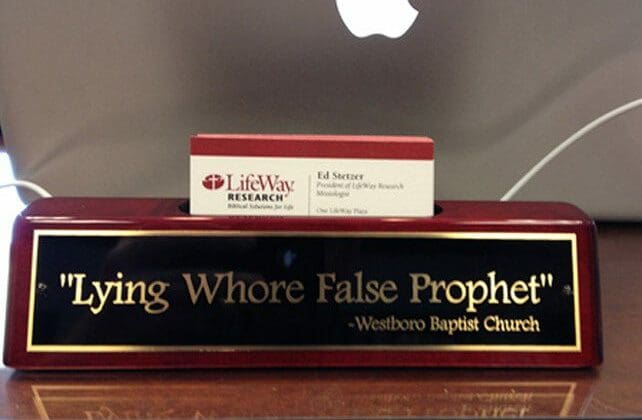 LifeWay
RESEARCH
Biblical Solutions for Life
Ed Stetzer
President of LifeWay Research
Missiologist
One LifeWay Plaza
"Lying Whore False Prophet"
-Westboro Baptist Church